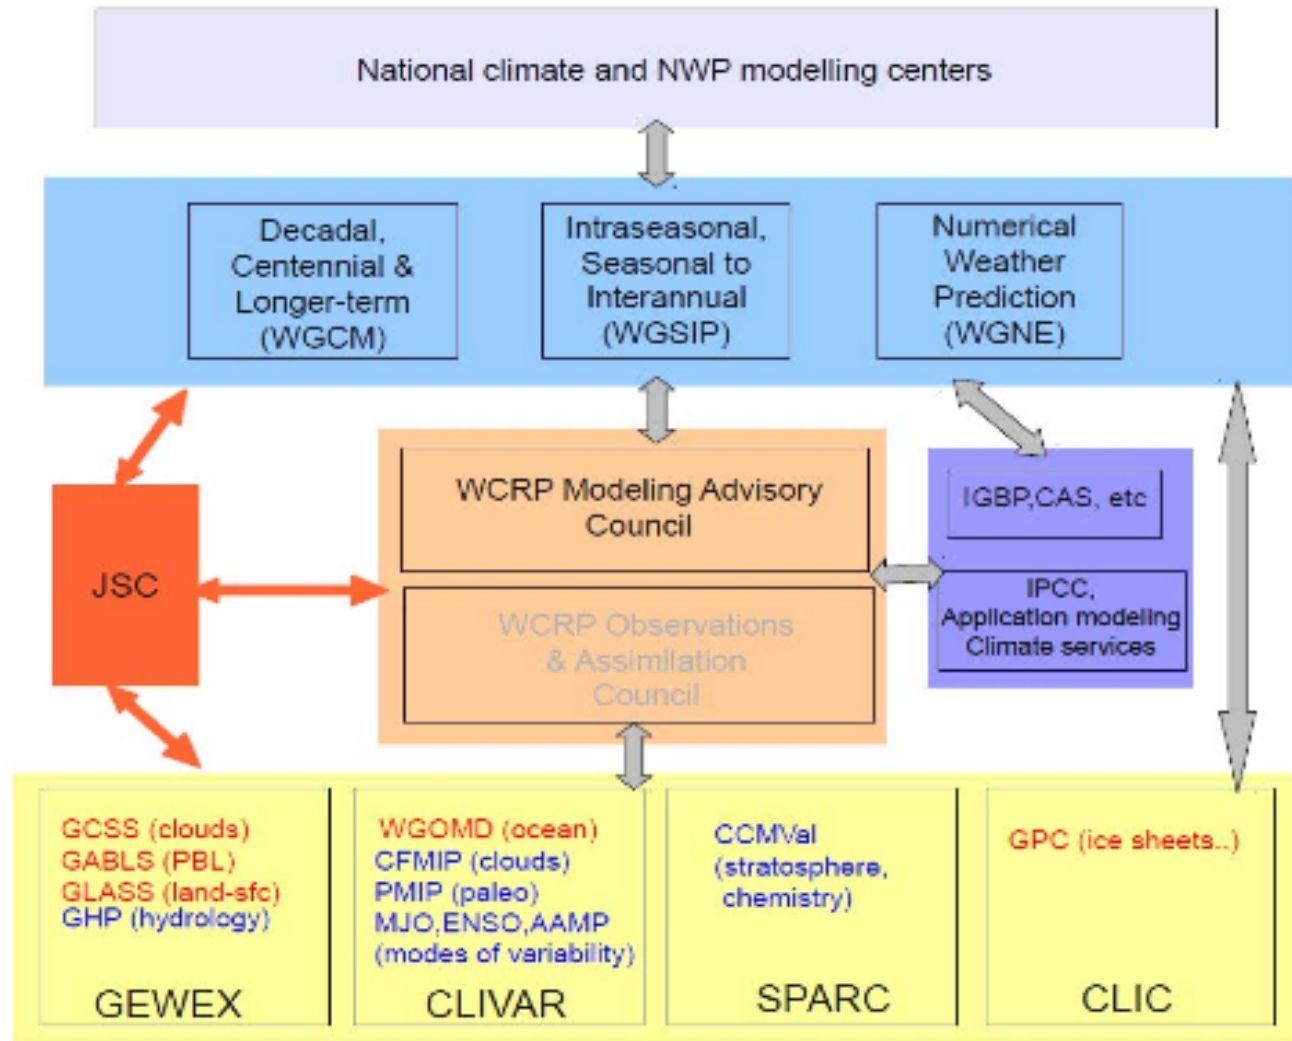 National climate and NWP modelling centers
Decadal,
Centennial &
Longer-term
(WGCM)
Intraseasonal,
Seasonal to
Interannual
(WGSIP)
Numerical
Weather
Prediction
(WGNE)
JSC
WCRP Modeling Advisory
Council
WCRP Observations
& Assimilation
Council
IGBP,CAS, etc
IPCC,
Application modeling
Climate services
GCSS (clouds)
GABLS (PBL)
GLASS (land-sfc)
GHP (hydrology)
GEWEX
WGOMD (ocean)
CFMIP (clouds)
PMIP (paleo)
MJO,ENSO,AAMP
(modes of variability)
CLIVAR
CCMVal
(stratosphere,
chemistry)
SPARC
GPC (ice sheets..)
CLIC